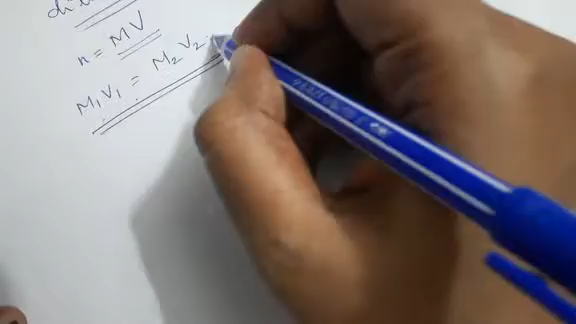 n = MV
M₁V₁ = M₂V₂